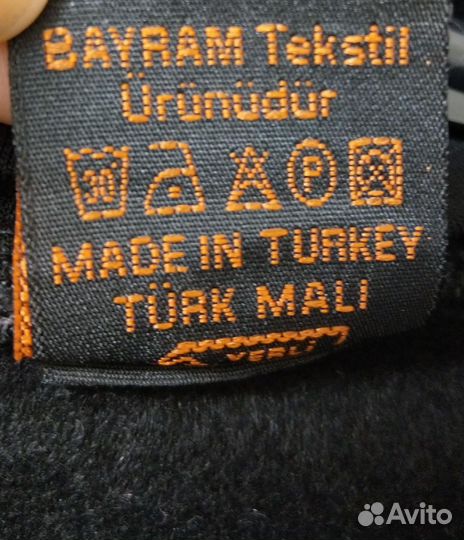 BAYRAM Tekstil
Ürünüdür
30 P
MADE IN TURKEY
TÜRK MALI
YERLİ
Avito